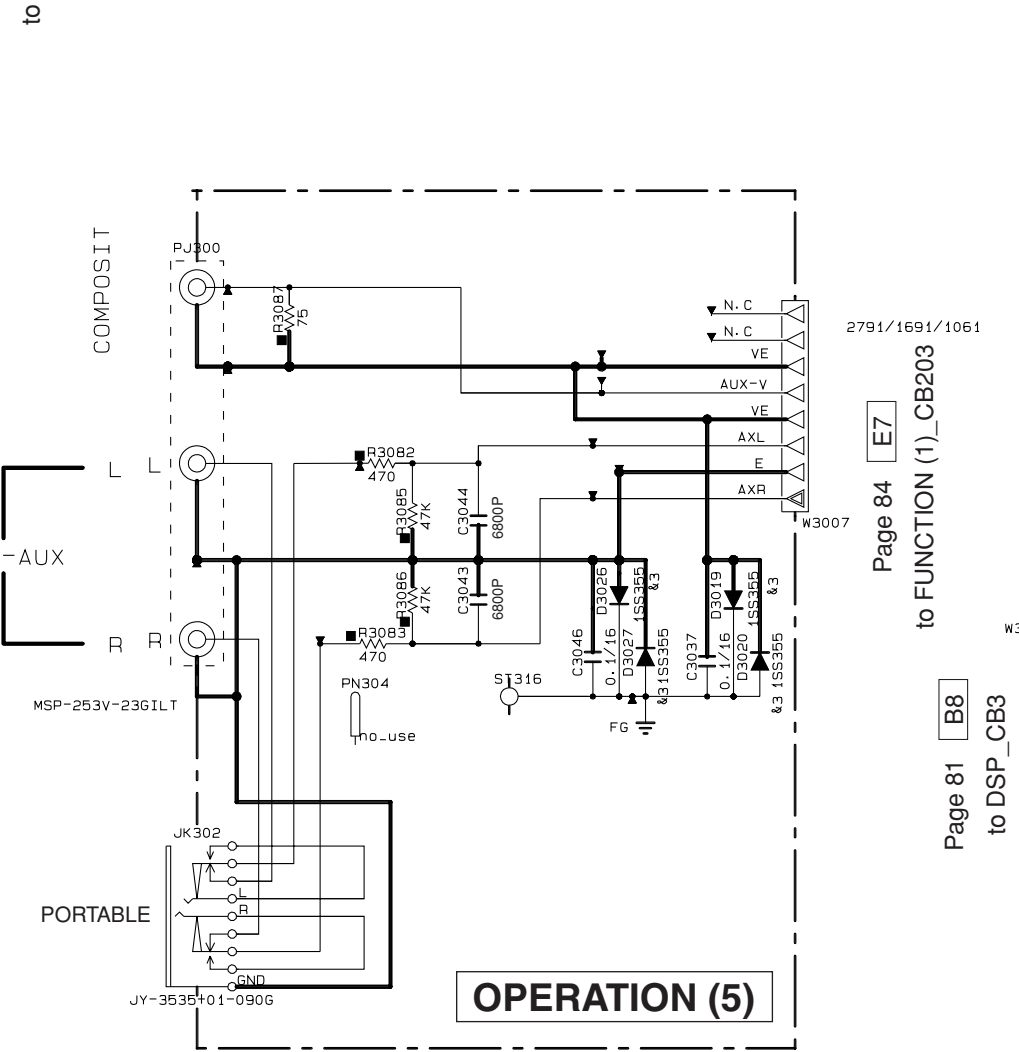 to
COMPOSIT
PJ300
R3087
75
N.C
N.C
VE
AUX-V
VE
AXL
E
AXR
W3007
2791/1691/1061
Page 84 E7
to FUNCTION (1)_CB203
L
L
-AUX
R
R
MSP-253V-23GILT
R3082
470
R3085
47K
C3044
6800P
R3086
47K
C3043
6800P
R3083
470
PN304
no_use
ST316
FG
C3046
0.1/16
D3026
1SS355
&3
D3027
1SS355
&3
C3037
0.1/16
D3019
1SS355
&3
D3020
1SS355
&3
W3
Page 81 B8
to DSP_CB3
JK302
L
R
GND
PORTABLE
JY-3535+01-090G
OPERATION (5)